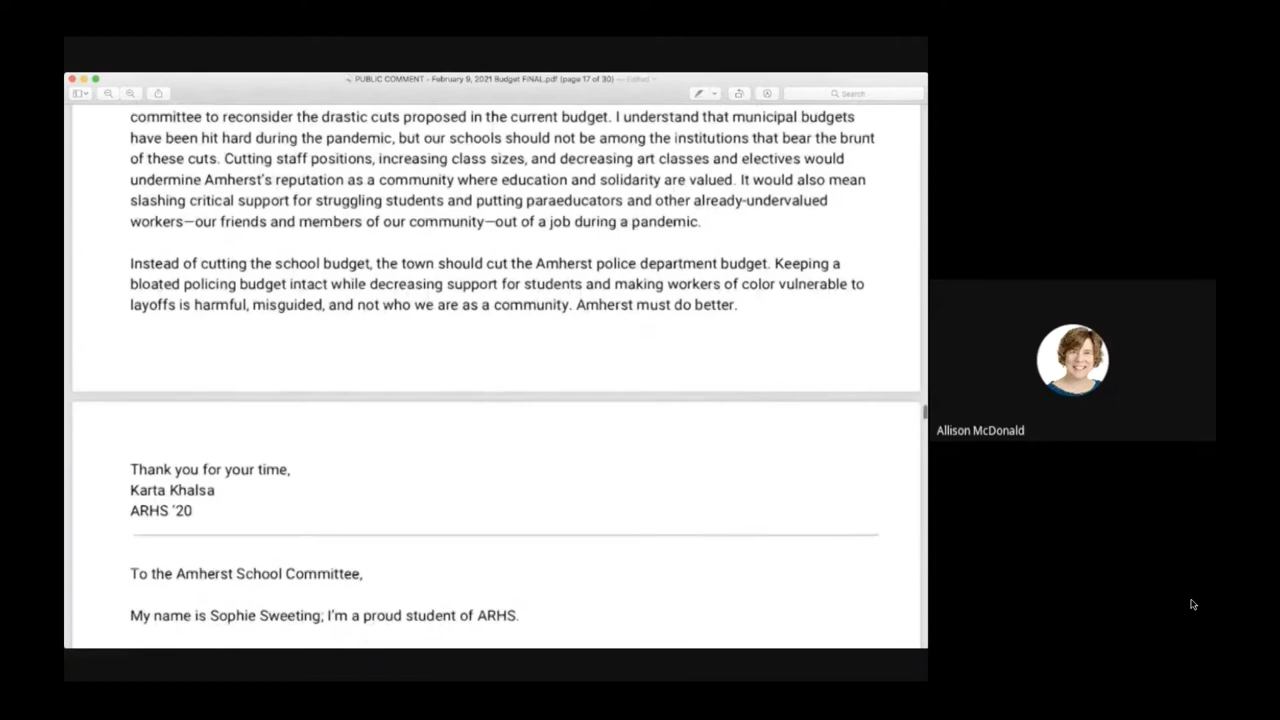 PUBLIC COMMENT - February 9, 2021 Budget FINAL.pdf (page 17 of 30) — Edited
Search
committee to reconsider the drastic cuts proposed in the current budget. I understand that municipal budgets
have been hit hard during the pandemic, but our schools should not be among the institutions that bear the brunt
of these cuts. Cutting staff positions, increasing class sizes, and decreasing art classes and electives would
undermine Amherst's reputation as a community where education and solidarity are valued. It would also mean
slashing critical support for struggling students and putting paraeducators and other already-undervalued
workers—our friends and members of our community—out of a job during a pandemic.
Instead of cutting the school budget, the town should cut the Amherst police department budget. Keeping a
bloated policing budget intact while decreasing support for students and making workers of color vulnerable to
layoffs is harmful, misguided, and not who we are as a community. Amherst must do better.
Thank you for your time,
Karta Khalsa
ARHS '20
To the Amherst School Committee,
My name is Sophie Sweeting; I'm a proud student of ARHS.
Allison McDonald